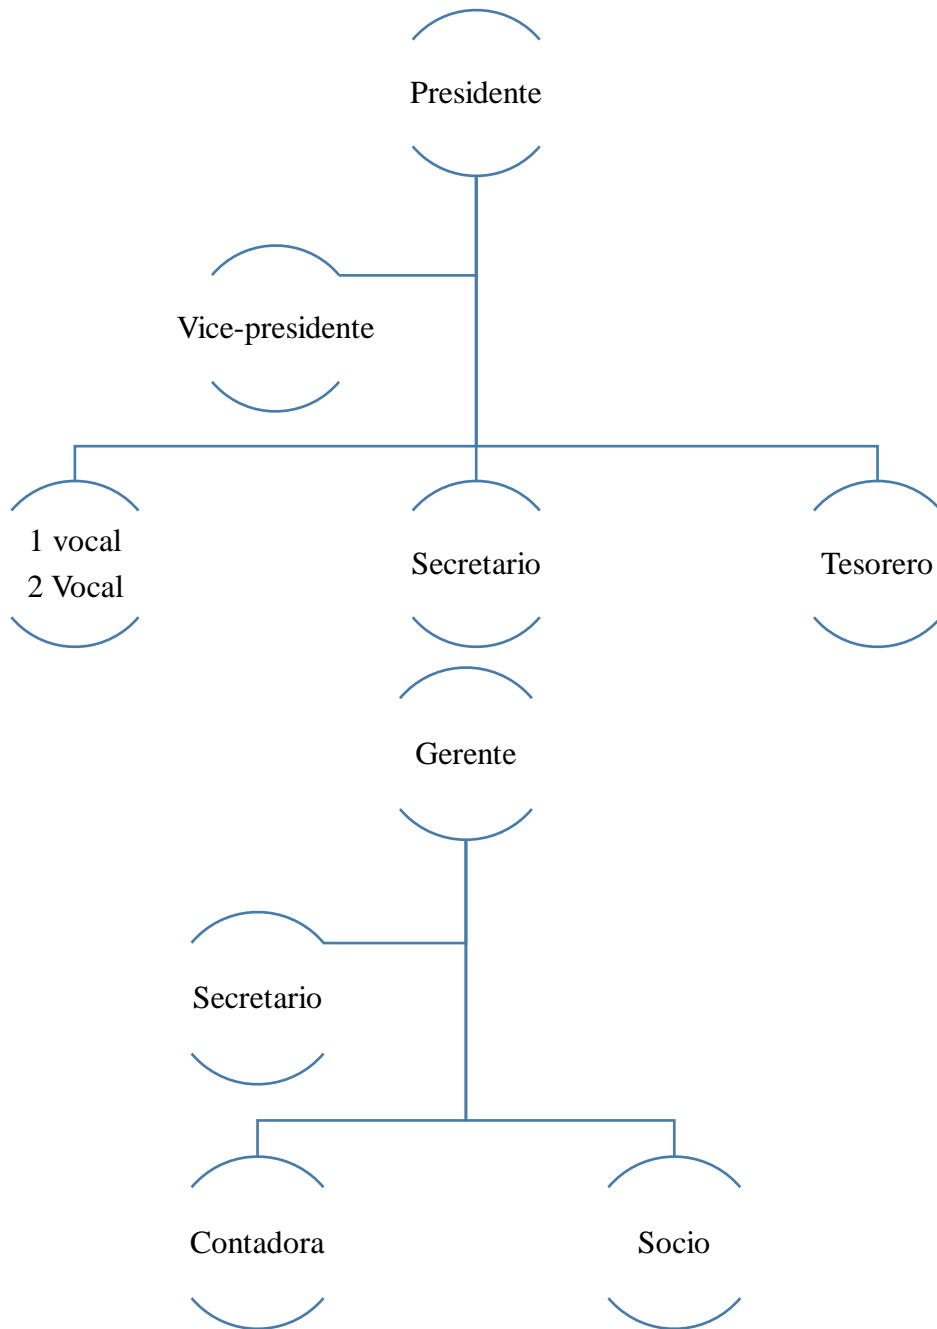 Presidente
Vice-presidente
1 vocal
2 Vocal
Secretario
Tesorero
Gerente
Secretario
Contadora
Socio